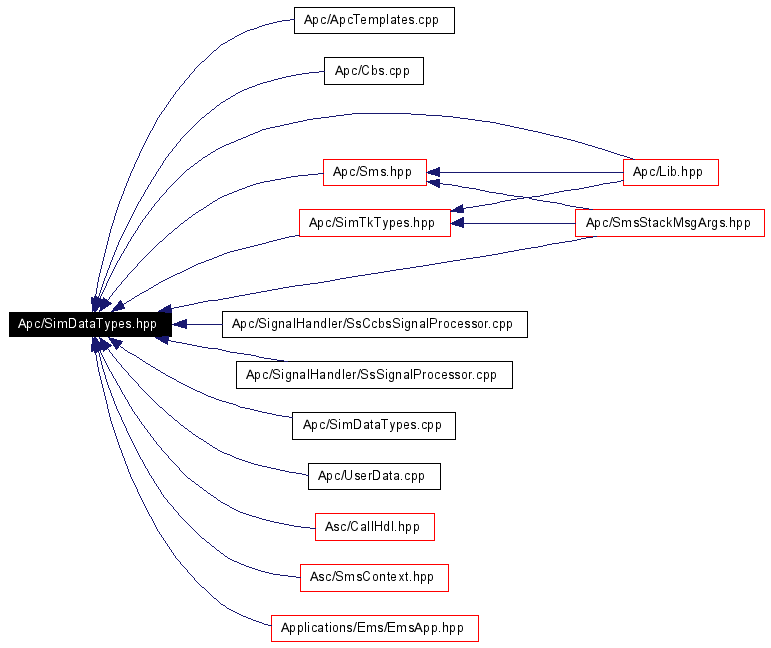 Apc/ApcTemplates.cpp
Apc/Cbs.cpp
Apc/Sms.hpp
Apc/Lib.hpp
Apc/SimTkTypes.hpp
Apc/SmsStackMsgArgs.hpp
Apc/SimDataTypes.hpp
Apc/SignalHandler/SsCcbsSignalProcessor.cpp
Apc/SignalHandler/SsSignalProcessor.cpp
Apc/SimDataTypes.cpp
Apc/UserData.cpp
Asc/CallHdl.hpp
Asc/SmsContext.hpp
Applications/Ems/EmsApp.hpp